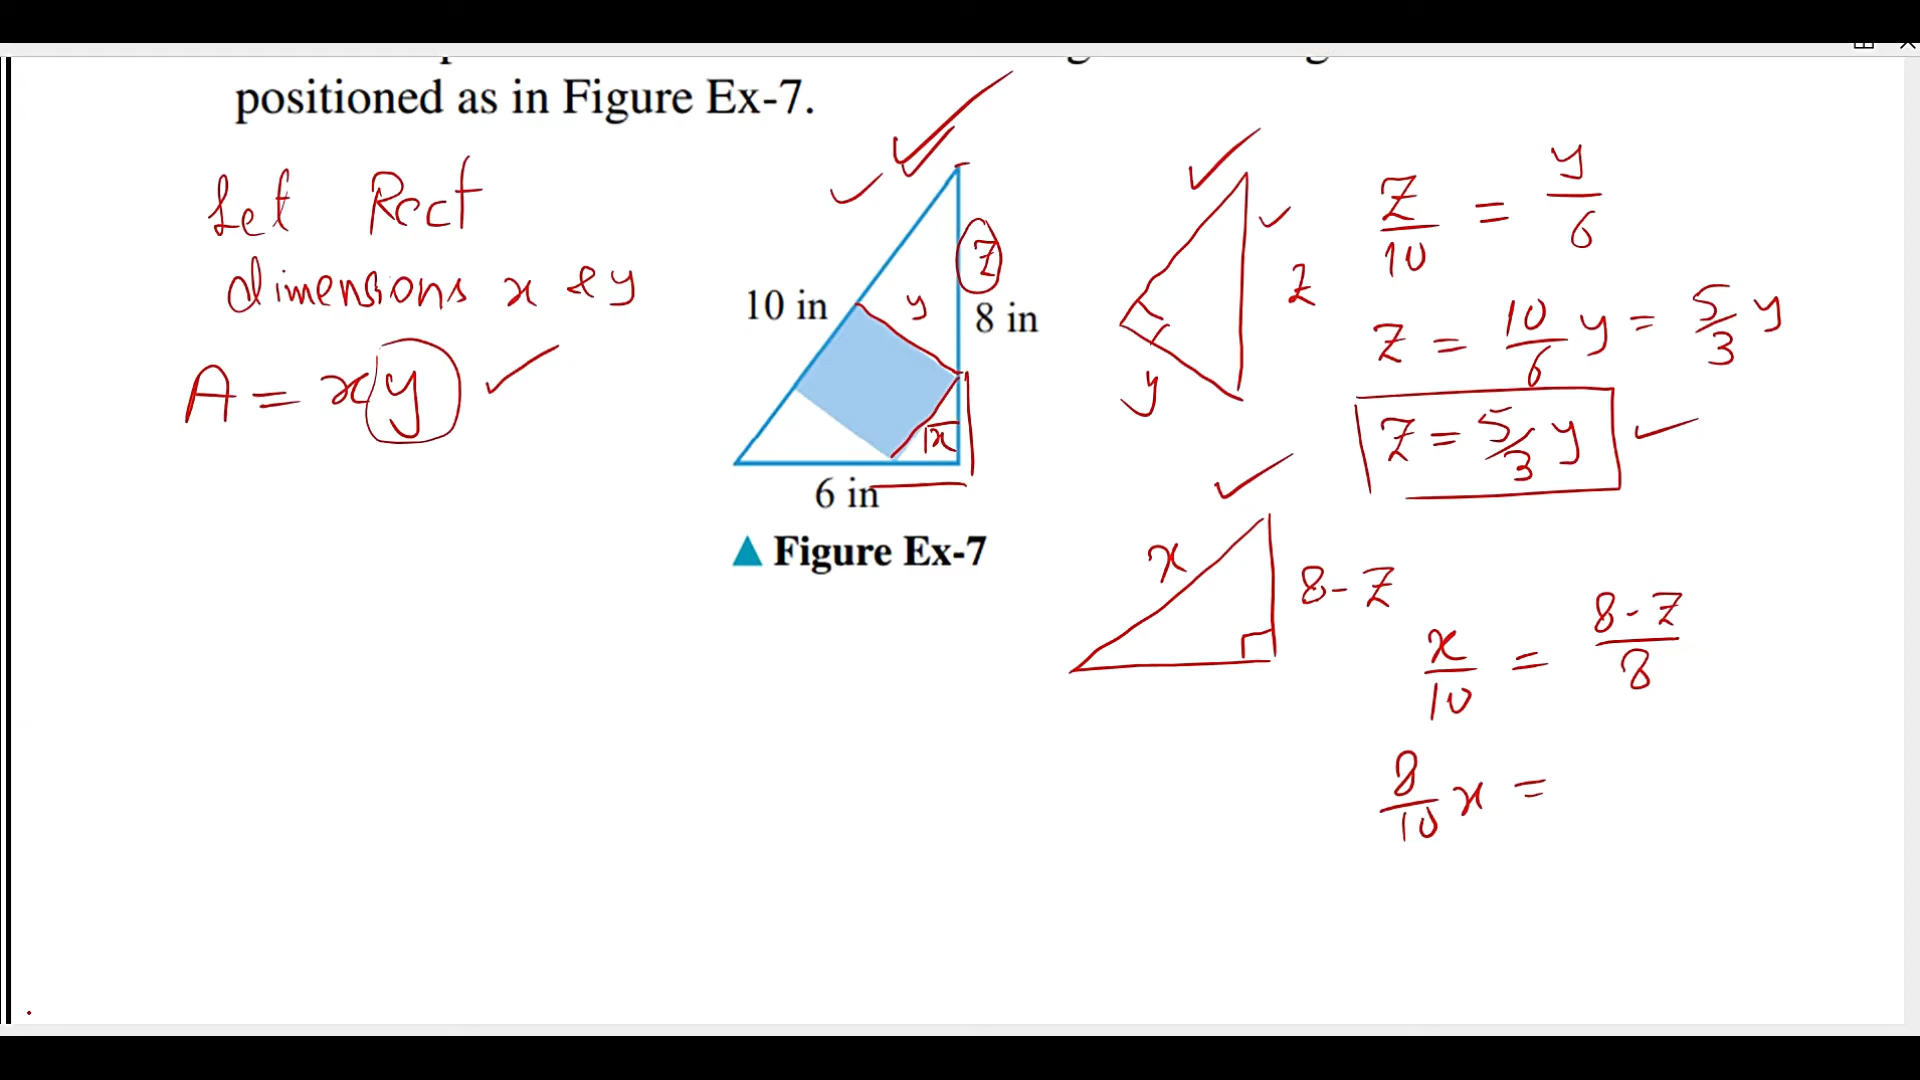 positioned as in Figure Ex-7.
Let Rect
dimensions x & y
A = xy
10 in
y
z
8 in
x
6 in
▲ Figure Ex-7
z
y
z/10 = y/6
z = 10/6 y = 5/3 y
z = 5/3 y
x
8 - z
x/10 = 8 - z/8
8/10 x =